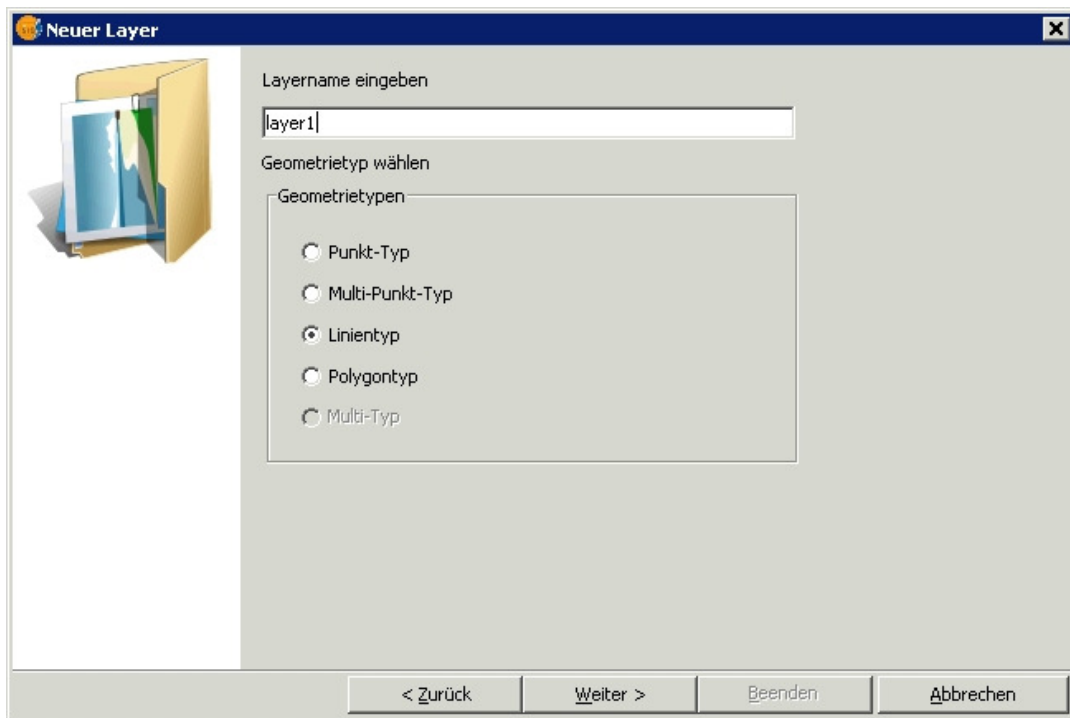 Neuer Layer
Layername eingeben
layer1
Geometrietyp wählen
Geometrietypen
Punkt-Typ
Multi-Punkt-Typ
Linientyp
Polygontyp
Multi-Typ
< Zurück
Weiter >
Beenden
Abbrechen